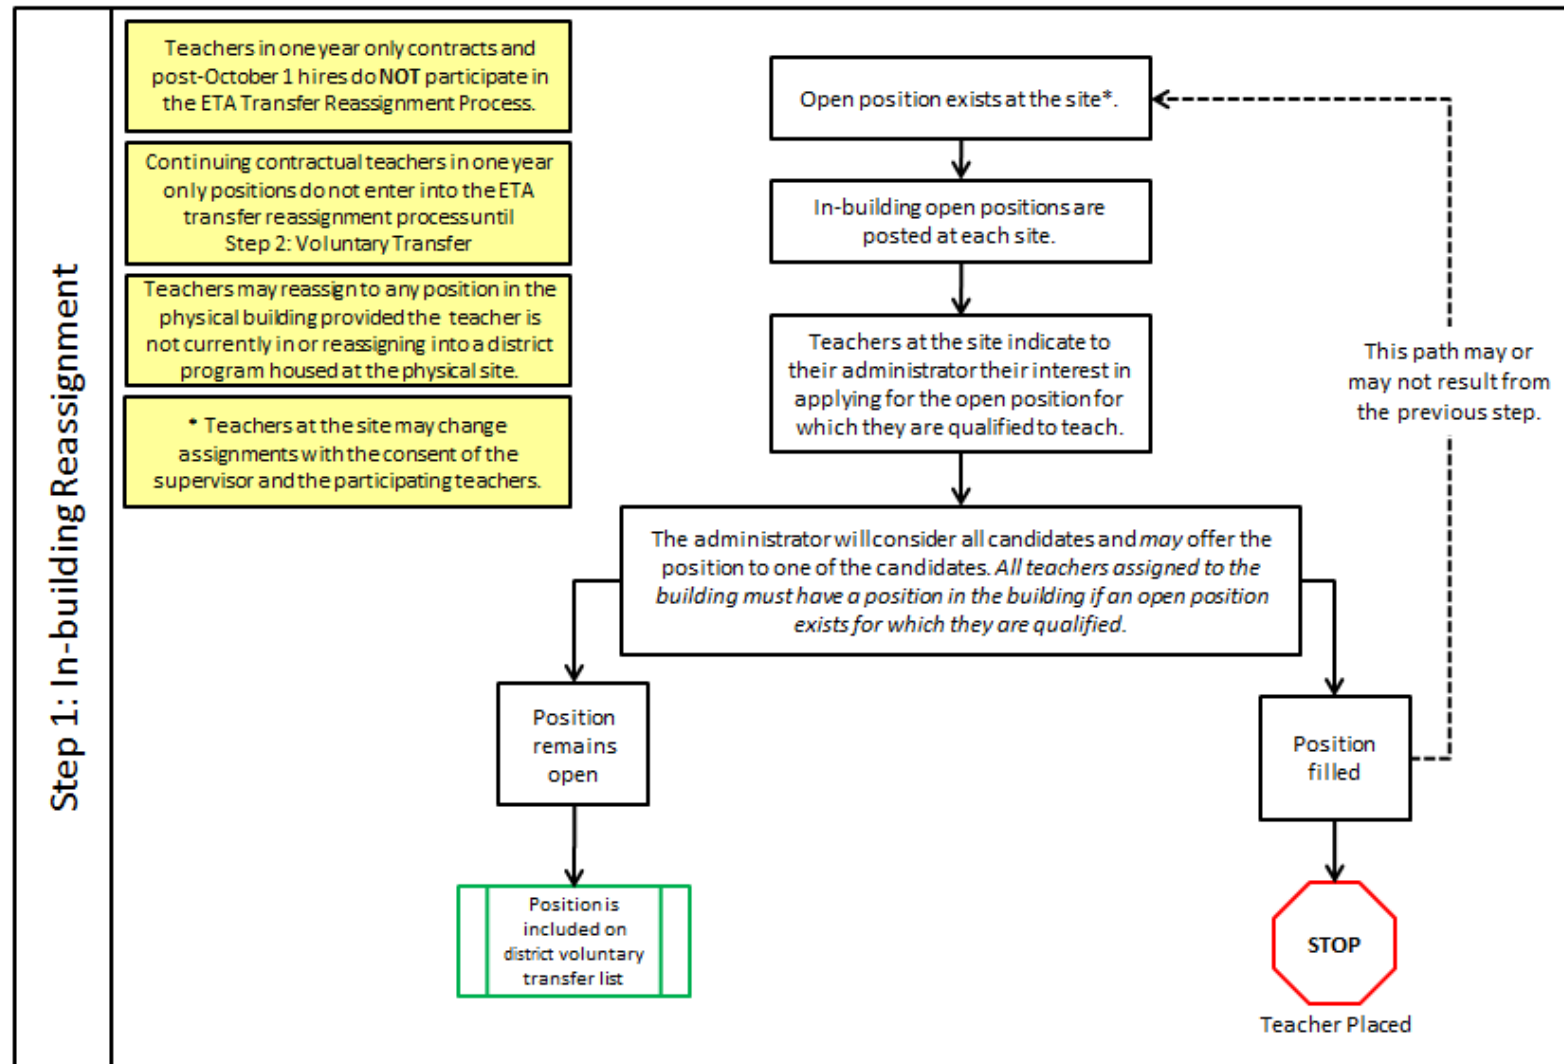 Step 1: In-building Reassignment
Teachers in one year only contracts and
post-October 1 hires do NOT participate in
the ETA Transfer Reassignment Process.
Continuing contractual teachers in one year
only positions do not enter into the ETA
transfer reassignment process until
Step 2: Voluntary Transfer
Teachers may reassign to any position in the
physical building provided the teacher is
not currently in or reassigning into a district
program housed at the physical site.
* Teachers at the site may change
assignments with the consent of the
supervisor and the participating teachers.
Open position exists at the site*.
In-building open positions are
posted at each site.
Teachers at the site indicate to
their administrator their interest in
applying for the open position for
which they are qualified to teach.
This path may or
may not result from
the previous step.
The administrator will consider all candidates and may offer the
position to one of the candidates. All teachers assigned to the
building must have a position in the building if an open position
exists for which they are qualified.
Position
remains
open
Position
filled
Position is
included on
district voluntary
transfer list
STOP
Teacher Placed